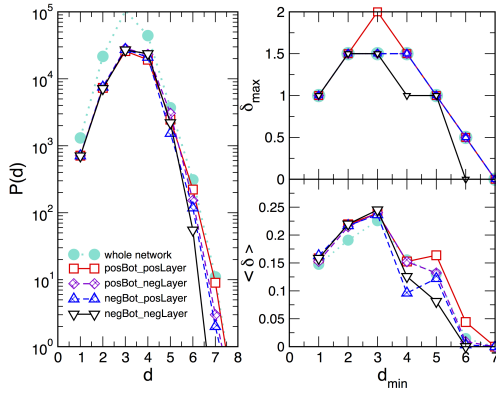 10^5
10^4
10^3
10^2
10^1
10^0
P(d)
whole network
posBot_posLayer
posBot_negLayer
negBot_posLayer
negBot_negLayer
0 1 2 3 4 5 6 7 8
d
2
1.5
1
0.5
0
δ_max
0.25
0.2
0.15
0.1
0.05
0
< δ >
0 1 2 3 4 5 6 7
d_min